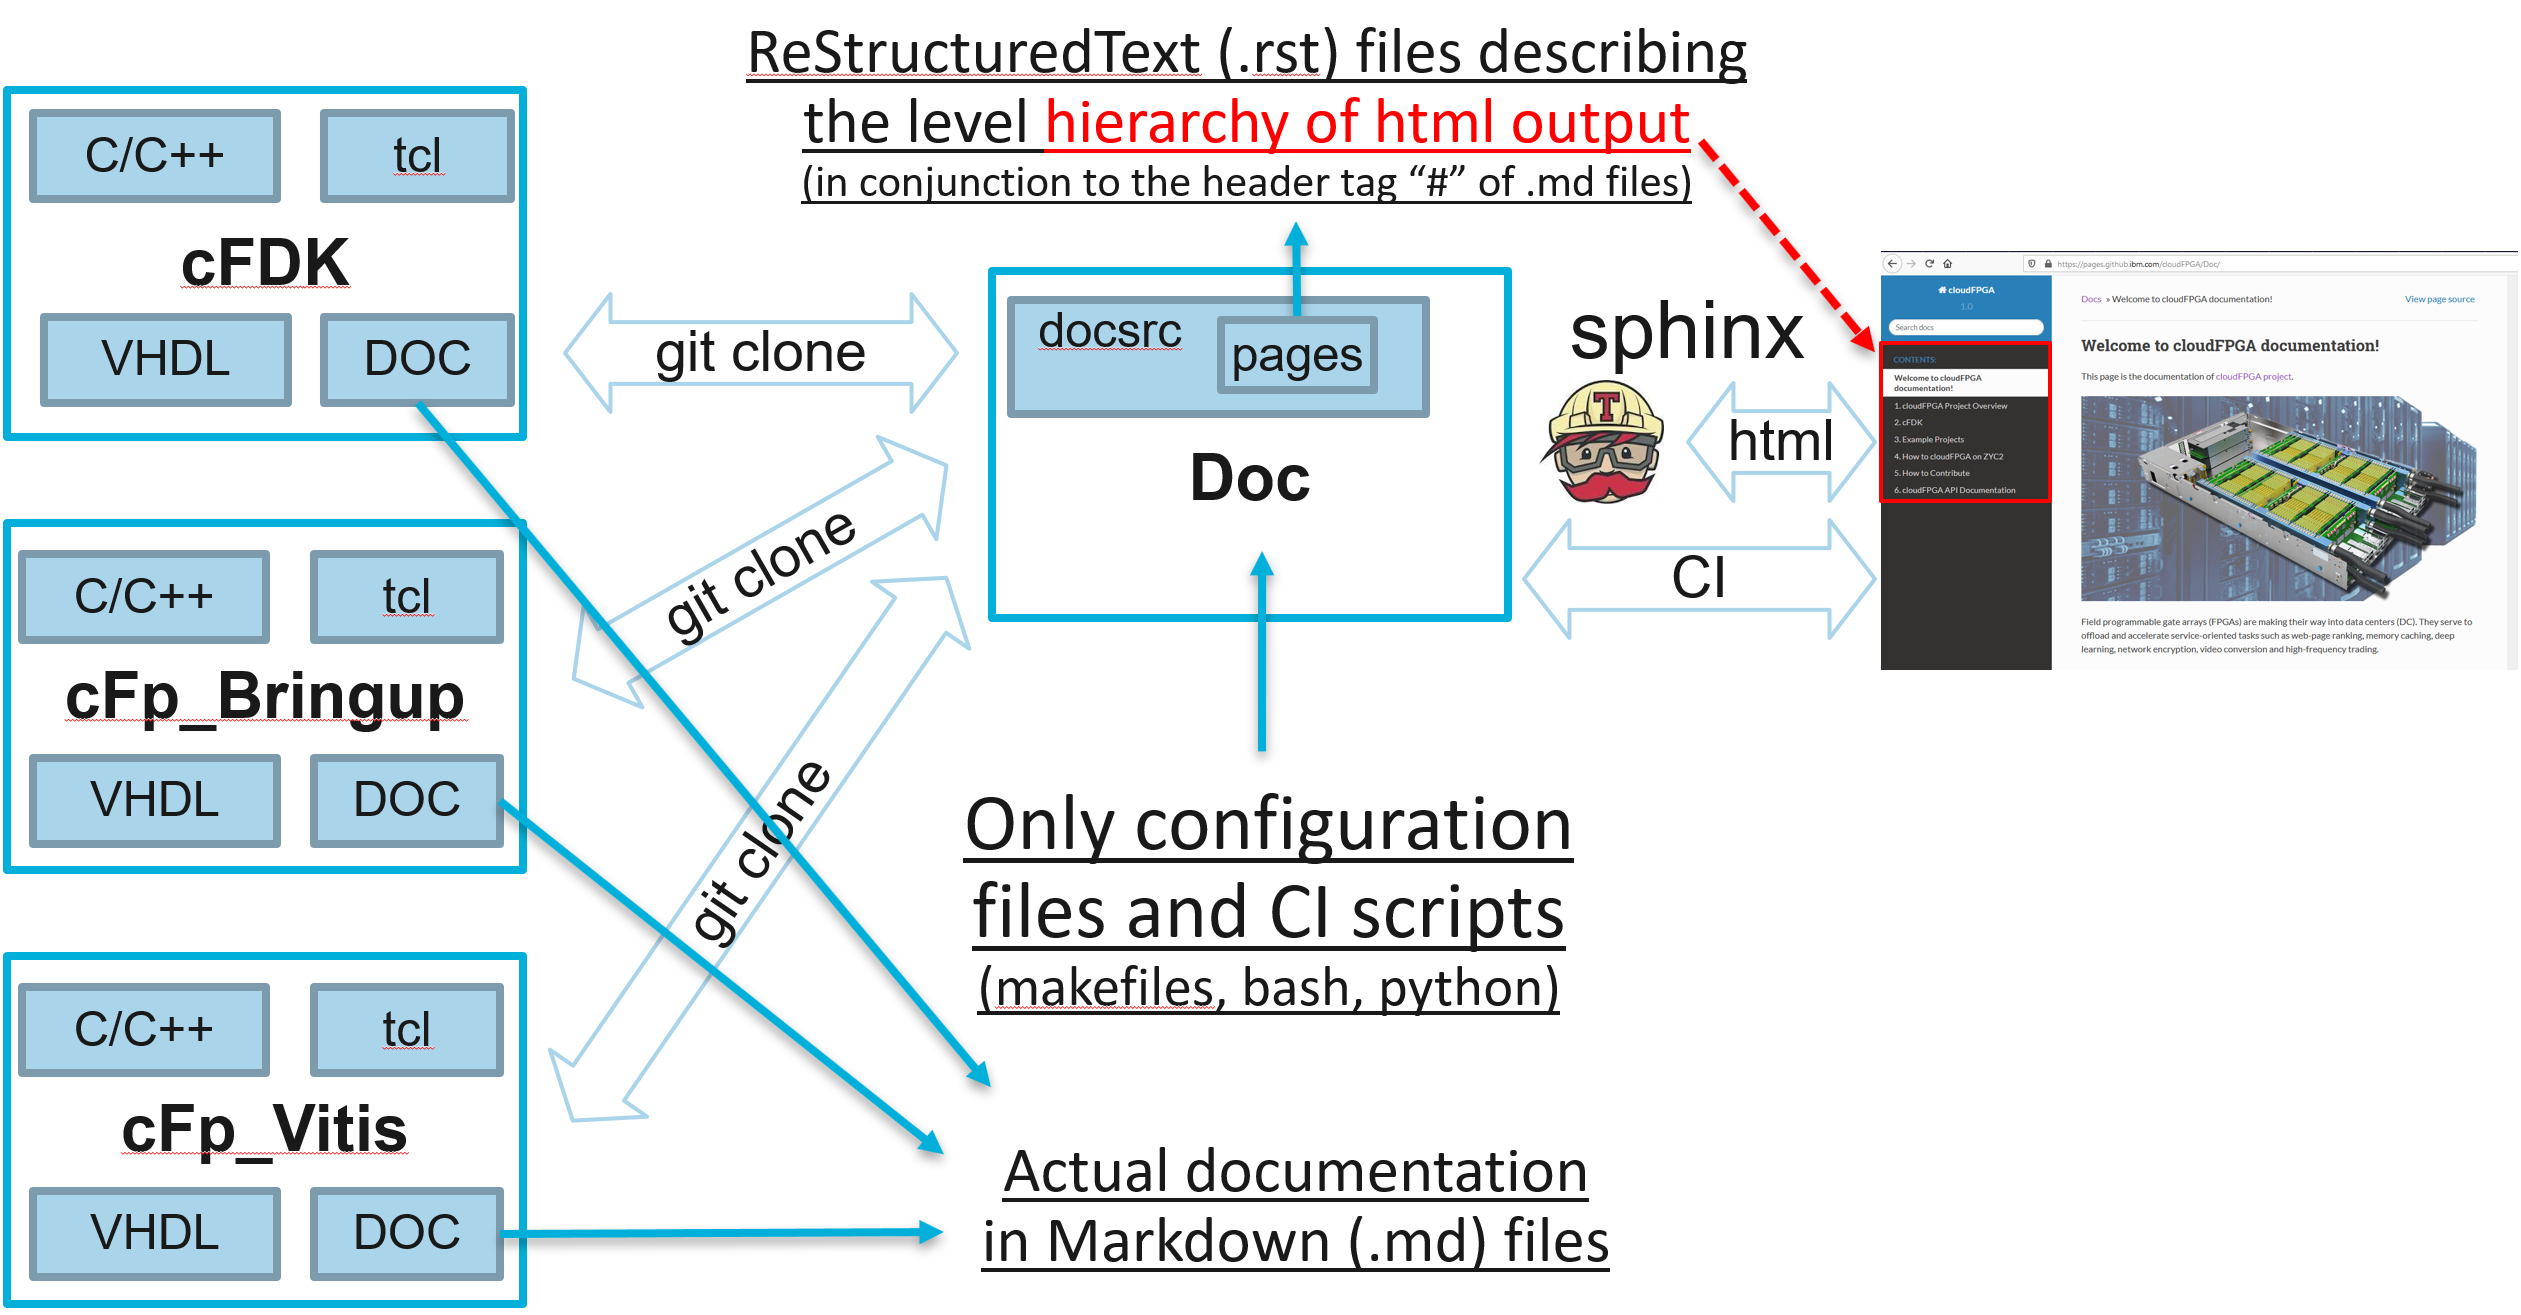 ReStructuredText (.rst) files describing
the level hierarchy of html output
(in conjunction to the header tag “#” of .md files)
C/C++
tcl
cFDK
VHDL
DOC
C/C++
tcl
cFp_Bringup
VHDL
DOC
C/C++
tcl
cFp_Vitis
VHDL
DOC
git clone
git clone
git clone
docsrc
pages
Doc
sphinx
T
html
CI
Only configuration
files and CI scripts
(makefiles, bash, python)
Actual documentation
in Markdown (.md) files
https://pages.github.ibm.com/cloudFPGA/Doc/
cloudFPGA
1.0
Search docs
CONTENTS:
Welcome to cloudFPGA
documentation!
1. cloudFPGA Project Overview
2. cFDK
3. Example Projects
4. How to cloudFPGA on ZYC2
5. How to Contribute
6. cloudFPGA API Documentation
Docs » Welcome to cloudFPGA documentation!
View page source
Welcome to cloudFPGA documentation!
This page is the documentation of cloudFPGA project.
Field programmable gate arrays (FPGAs) are making their way into data centers (DC). They serve to
offload and accelerate service-oriented tasks such as web-page ranking, memory caching, deep
learning, network encryption, video conversion and high-frequency trading.